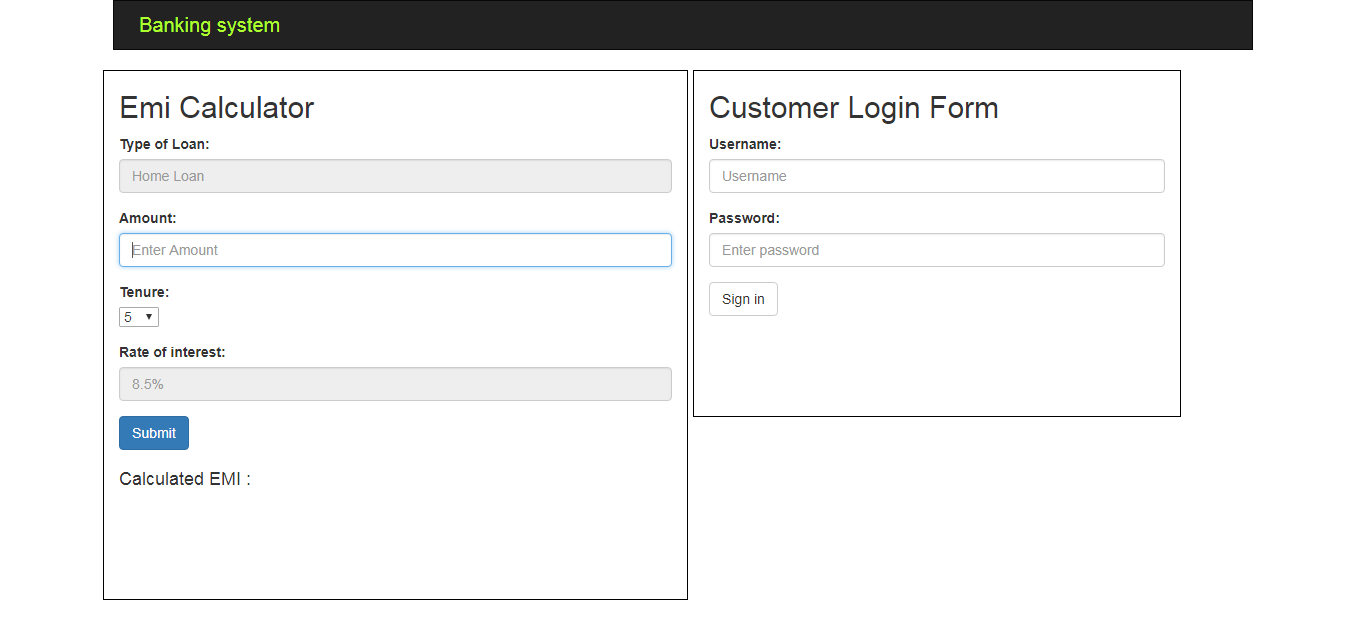 Banking system
Emi Calculator
Type of Loan:
Home Loan
Amount:
Enter Amount
Tenure:
5
Rate of interest:
8.5%
Submit
Calculated EMI :
Customer Login Form
Username:
Username
Password:
Enter password
Sign in